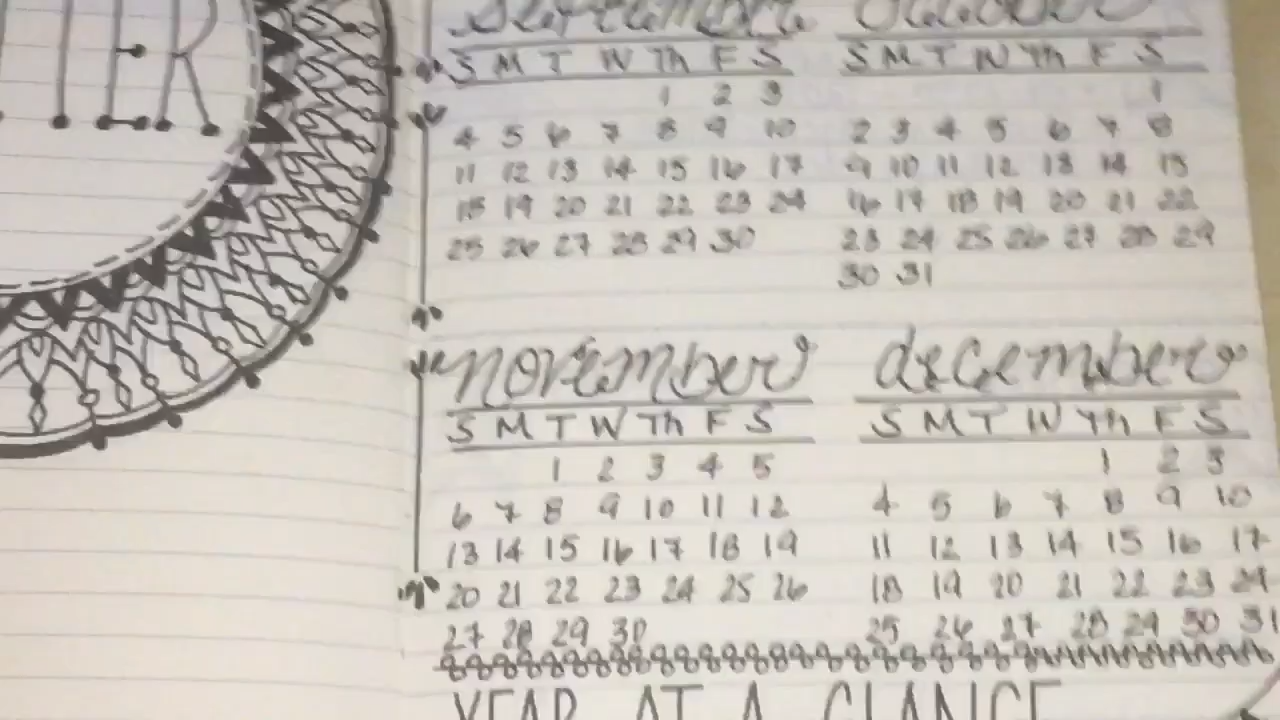 TER
september october
S M T W Th F S S M T W Th F S
1 2 3 1
4 5 6 7 8 9 10 2 3 4 5 6 7 8
11 12 13 14 15 16 17 9 10 11 12 13 14 15
18 19 20 21 22 23 24 16 17 18 19 20 21 22
25 26 27 28 29 30 23 24 25 26 27 28 29
30 31
november december
S M T W Th F S S M T W Th F S
1 2 3 4 5 1 2 3
6 7 8 9 10 11 12 4 5 6 7 8 9 10
13 14 15 16 17 18 19 11 12 13 14 15 16 17
20 21 22 23 24 25 26 18 19 20 21 22 23 24
27 28 29 30 25 26 27 28 29 30 31
YEAR AT A GLANCE